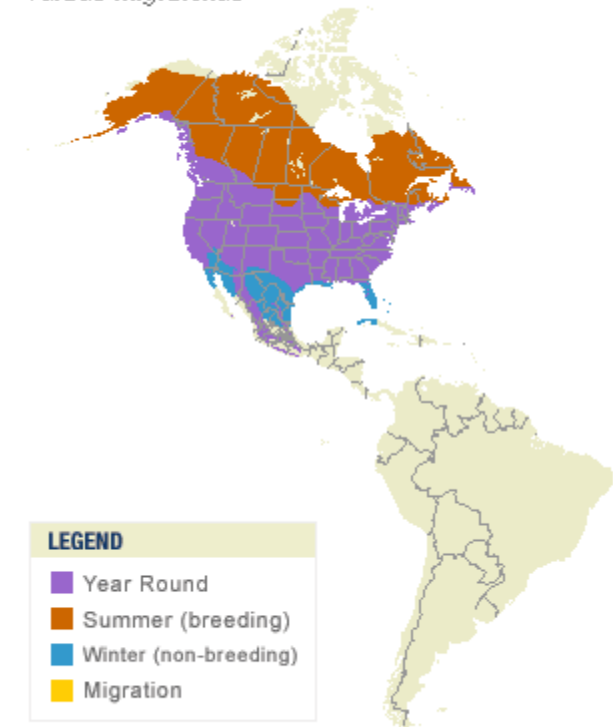 LEGEND
Year Round
Summer (breeding)
Winter (non-breeding)
Migration